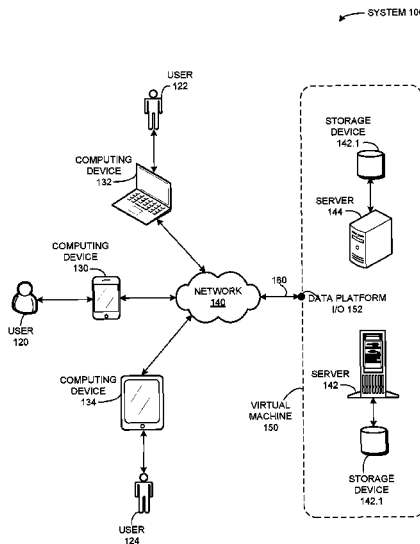 SYSTEM 100
USER
122
STORAGE
DEVICE
142.1
COMPUTING
DEVICE
132
SERVER
144
COMPUTING
DEVICE
130
NETWORK
140
160
DATA PLATFORM
I/O 152
USER
120
COMPUTING
DEVICE
134
SERVER
142
VIRTUAL
MACHINE
150
STORAGE
DEVICE
142.1
USER
124